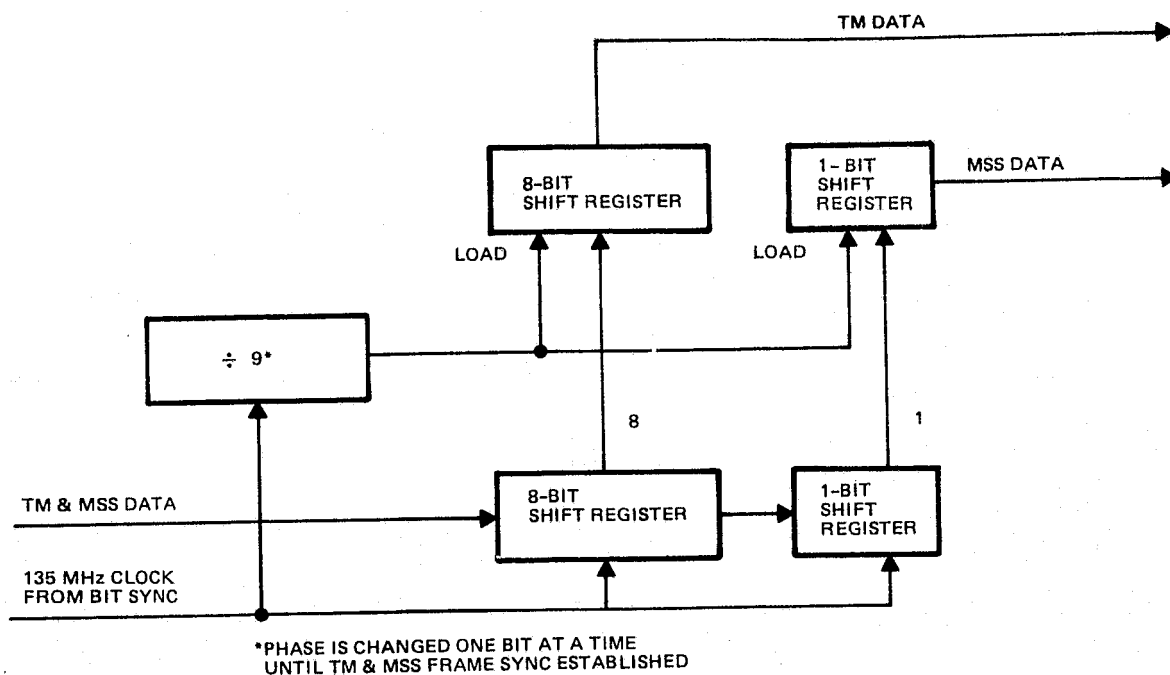 TM DATA
8-BIT
SHIFT REGISTER
1-BIT
SHIFT
REGISTER
MSS DATA
LOAD
LOAD
÷ 9*
8
1
TM & MSS DATA
8-BIT
SHIFT REGISTER
1-BIT
SHIFT
REGISTER
135 MHz CLOCK
FROM BIT SYNC
*PHASE IS CHANGED ONE BIT AT A TIME
UNTIL TM & MSS FRAME SYNC ESTABLISHED